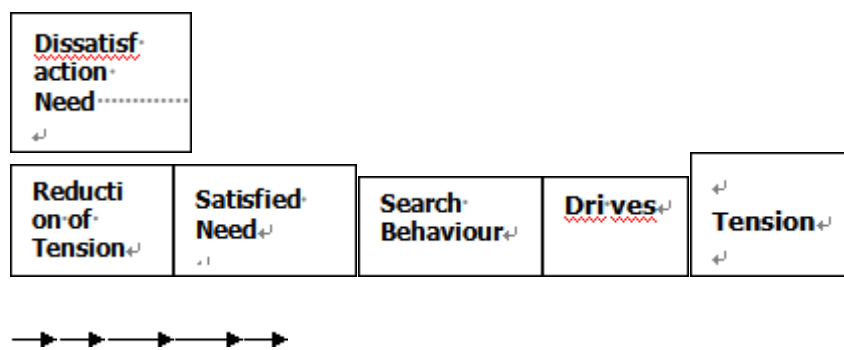 Dissatisf
action
Need
Reducti
on of
Tension
Satisfied
Need
Search
Behaviour
Dri ves
Tension